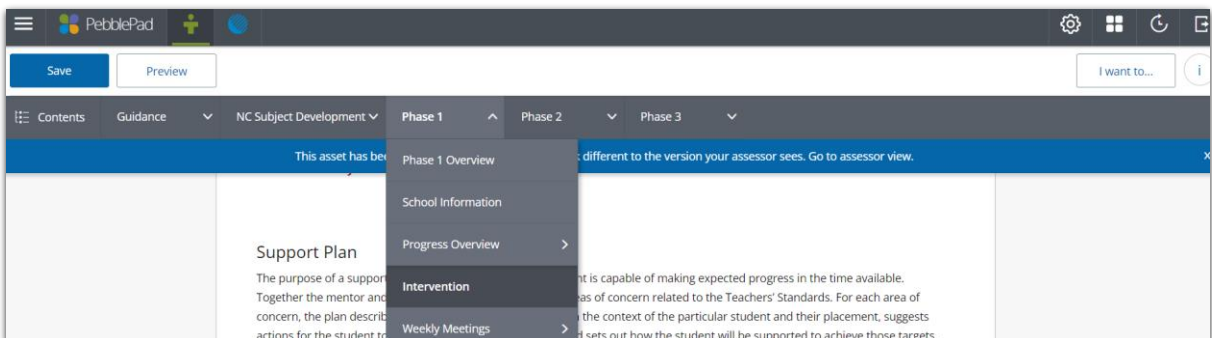 PebblePad
Save Preview I want to... i
Contents Guidance NC Subject Development Phase 1 Phase 2 Phase 3
This asset has bee different to the version your assessor sees. Go to assessor view. x
Phase 1 Overview
School Information
Progress Overview
Support Plan
The purpose of a support nt is capable of making expected progress in the time available.
Intervention
Together the mentor and eas of concern related to the Teachers' Standards. For each area of
concern, the plan describ the context of the particular student and their placement, suggests
Weekly Meetings
actions for the student to d sets out how the student will be supported to achieve those targets